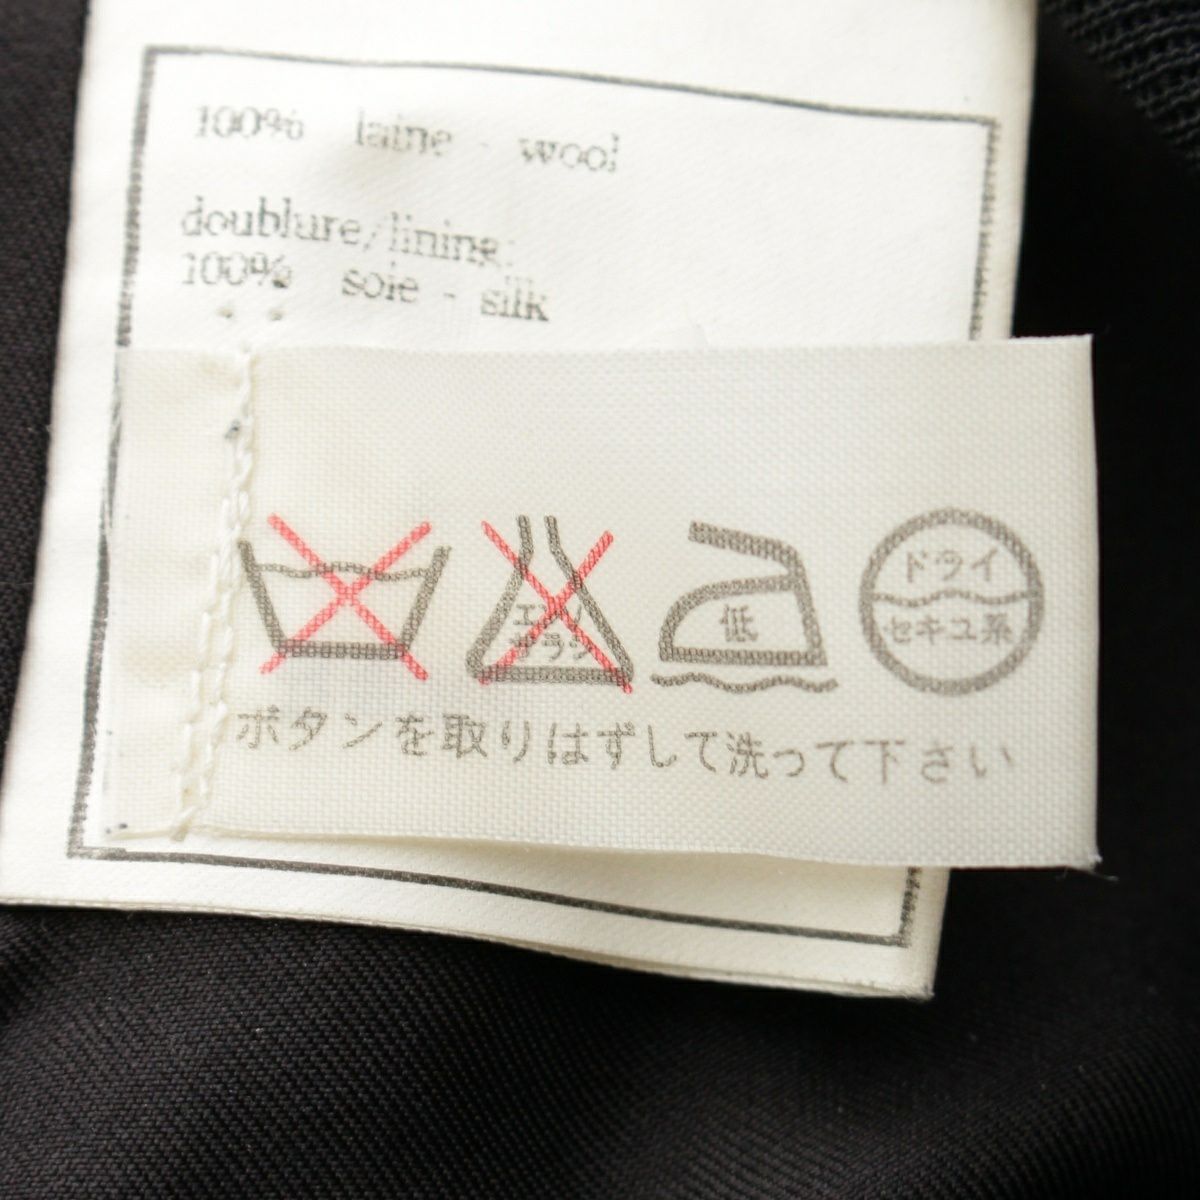 100% laine - wool
doublure/lining:
100% soie - silk
エンソ
サラシ
低
ドライ
セキユ系
ボタンを取りはずして洗って下さい